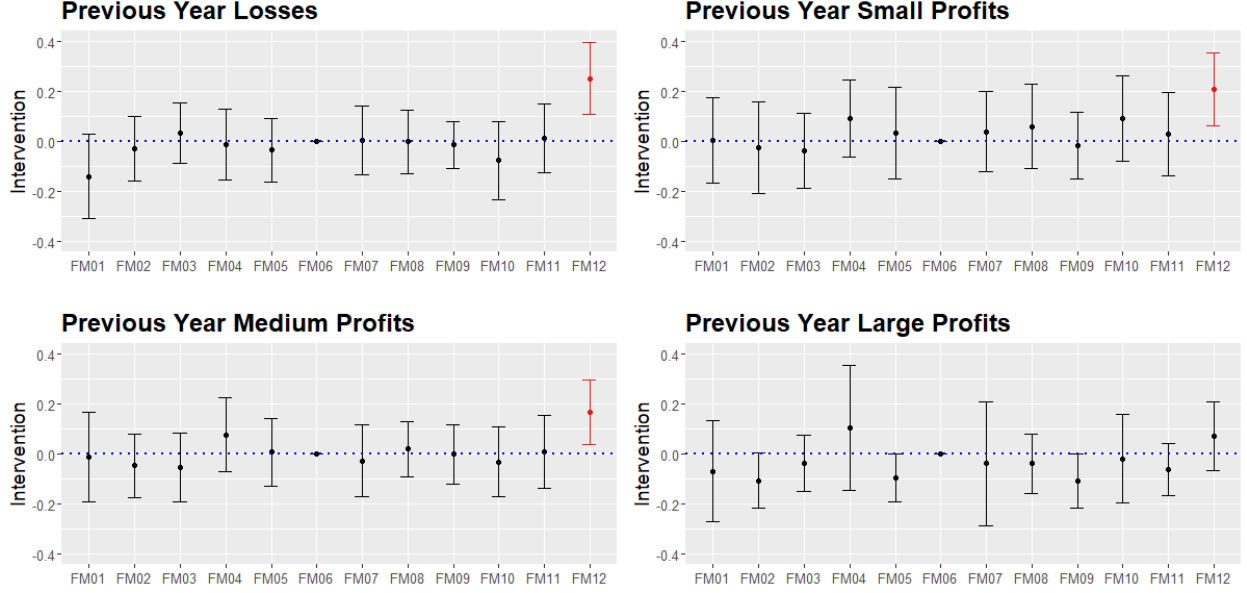 Previous Year Losses
Intervention
0.4
0.2
0.0
-0.2
-0.4
FM01 FM02 FM03 FM04 FM05 FM06 FM07 FM08 FM09 FM10 FM11 FM12
Previous Year Small Profits
Intervention
0.4
0.2
0.0
-0.2
-0.4
FM01 FM02 FM03 FM04 FM05 FM06 FM07 FM08 FM09 FM10 FM11 FM12
Previous Year Medium Profits
Intervention
0.4
0.2
0.0
-0.2
-0.4
FM01 FM02 FM03 FM04 FM05 FM06 FM07 FM08 FM09 FM10 FM11 FM12
Previous Year Large Profits
Intervention
0.4
0.2
0.0
-0.2
-0.4
FM01 FM02 FM03 FM04 FM05 FM06 FM07 FM08 FM09 FM10 FM11 FM12